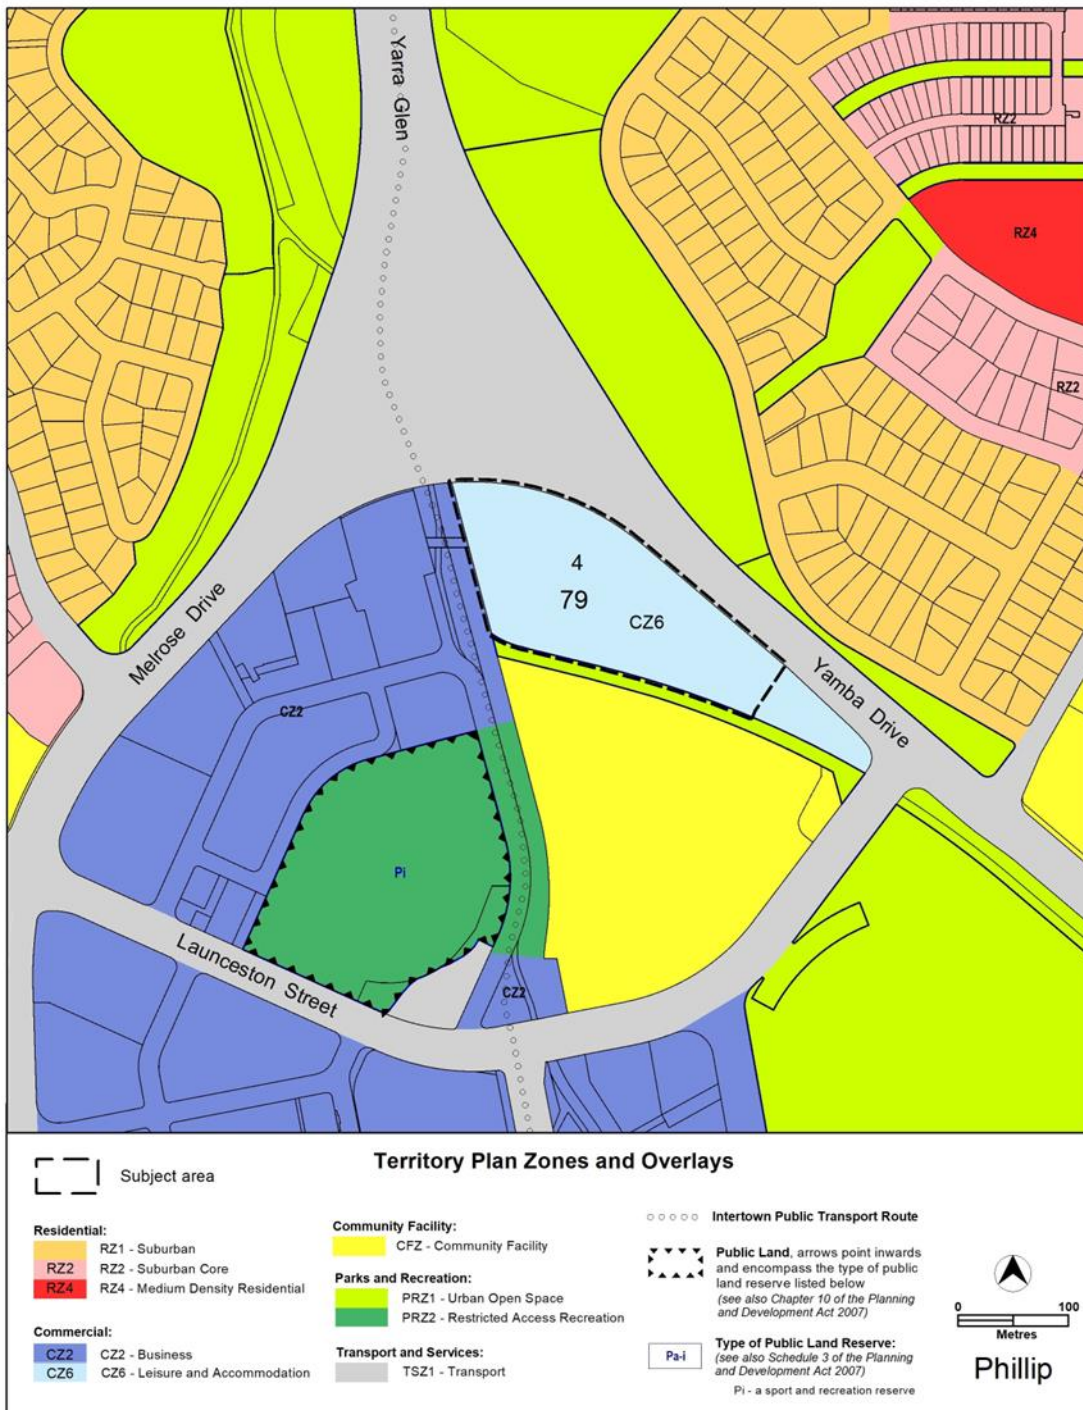 Yarra Glen
RZ2
RZ4
RZ2
4
79
CZ6
Melrose Drive
Yamba Drive
CZ2
Pi
Launceston Street
CZ2
Territory Plan Zones and Overlays
Subject area
Residential:
RZ1 - Suburban
RZ2 RZ2 - Suburban Core
RZ4 RZ4 - Medium Density Residential
Commercial:
CZ2 CZ2 - Business
CZ6 CZ6 - Leisure and Accommodation
Community Facility:
CFZ - Community Facility
Parks and Recreation:
PRZ1 - Urban Open Space
PRZ2 - Restricted Access Recreation
Transport and Services:
TSZ1 - Transport
Intertown Public Transport Route
Public Land, arrows point inwards
and encompass the type of public
land reserve listed below
(see also Chapter 10 of the Planning
and Development Act 2007)
Type of Public Land Reserve:
Pa-i
(see also Schedule 3 of the Planning
and Development Act 2007)
Pi - a sport and recreation reserve
0 100
Metres
Phillip